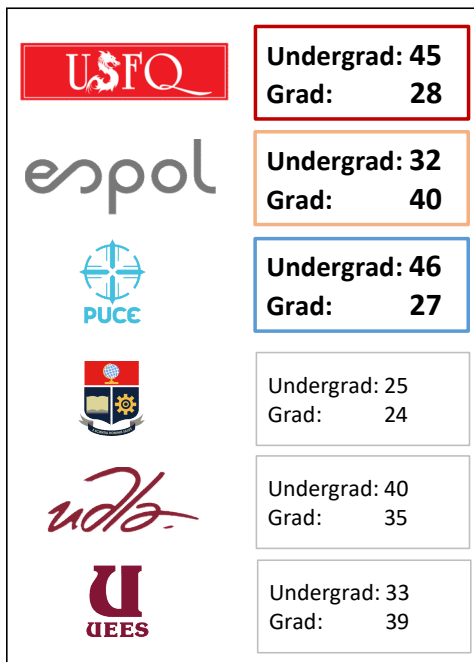 USFQ
Undergrad: 45
Grad: 28
espol
Undergrad: 32
Grad: 40
PUCE
Undergrad: 46
Grad: 27
Undergrad: 25
Grad: 24
udla-
Undergrad: 40
Grad: 35
U
UEES
Undergrad: 33
Grad: 39